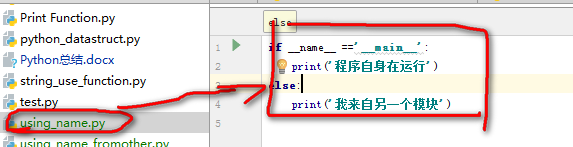 Print Function.py
python_datastruct.py
Python总结.docx
string_use_function.py
test.py
using_name.py
using_name_fromother.py
else
1 if __name__ =='__main__':
2 print('程序自身在运行')
3 else:
4 print('我来自另一个模块')
5